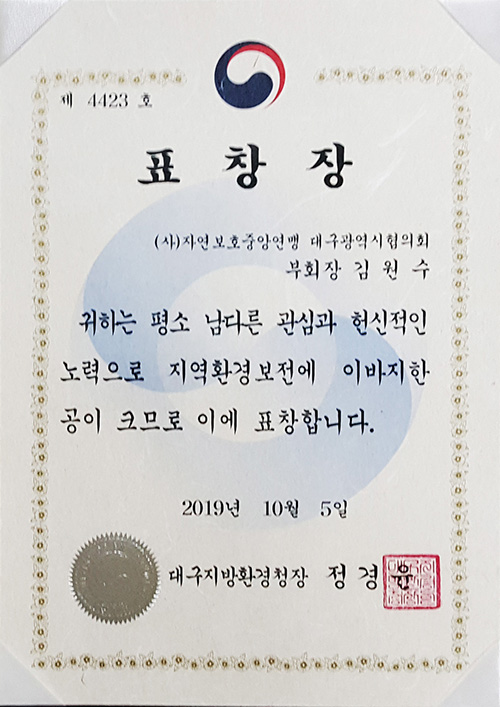 제 4423 호
표 창 장
(사)자연보호중앙연맹 대구광역시협의회
부회장 김 원 수
귀하는 평소 남다른 관심과 헌신적인
노력으로 지역환경보전에 이바지한
공이 크므로 이에 표창합니다.
2019년 10월 5일
대구지방환경청장 정 경 윤